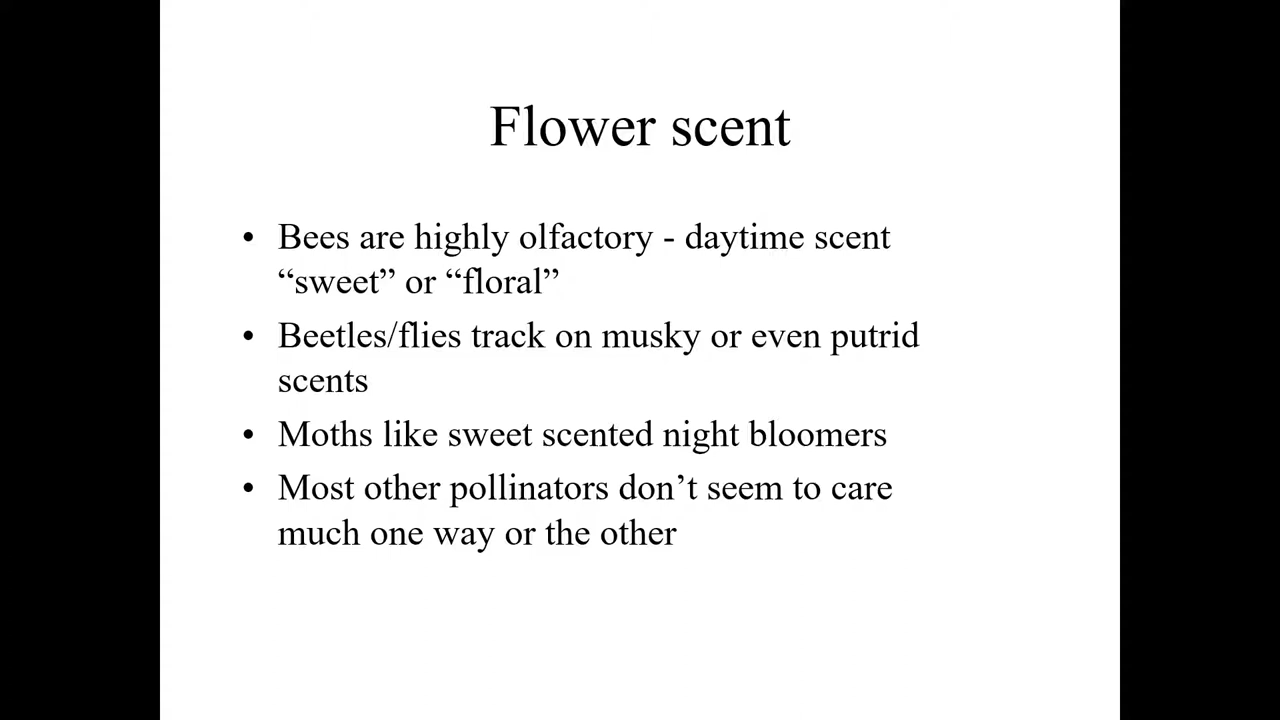 Flower scent
• Bees are highly olfactory - daytime scent
“sweet” or “floral”
• Beetles/flies track on musky or even putrid
scents
• Moths like sweet scented night bloomers
• Most other pollinators don’t seem to care
much one way or the other